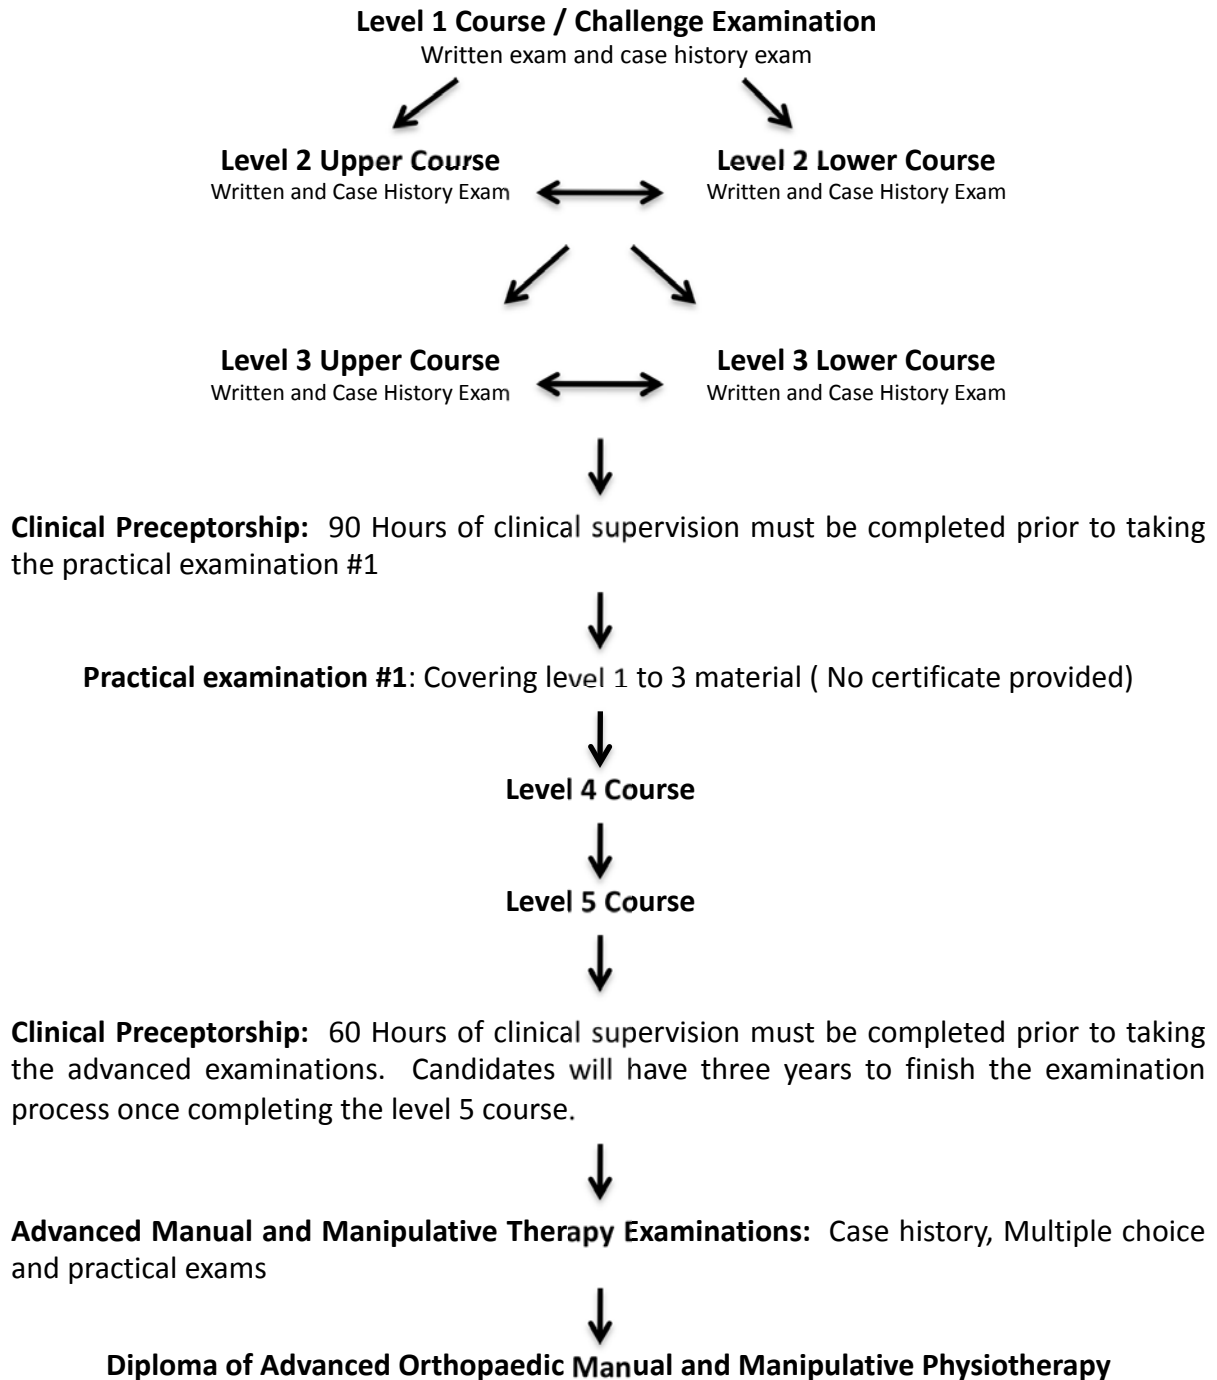 Level 1 Course / Challenge Examination
Written exam and case history exam
Level 2 Upper Course
Written and Case History Exam
Level 2 Lower Course
Written and Case History Exam
Level 3 Upper Course
Written and Case History Exam
Level 3 Lower Course
Written and Case History Exam
Clinical Preceptorship: 90 Hours of clinical supervision must be completed prior to taking
the practical examination #1
Practical examination #1: Covering level 1 to 3 material ( No certificate provided)
Level 4 Course
Level 5 Course
Clinical Preceptorship: 60 Hours of clinical supervision must be completed prior to taking
the advanced examinations. Candidates will have three years to finish the examination
process once completing the level 5 course.
Advanced Manual and Manipulative Therapy Examinations: Case history, Multiple choice
and practical exams
Diploma of Advanced Orthopaedic Manual and Manipulative Physiotherapy